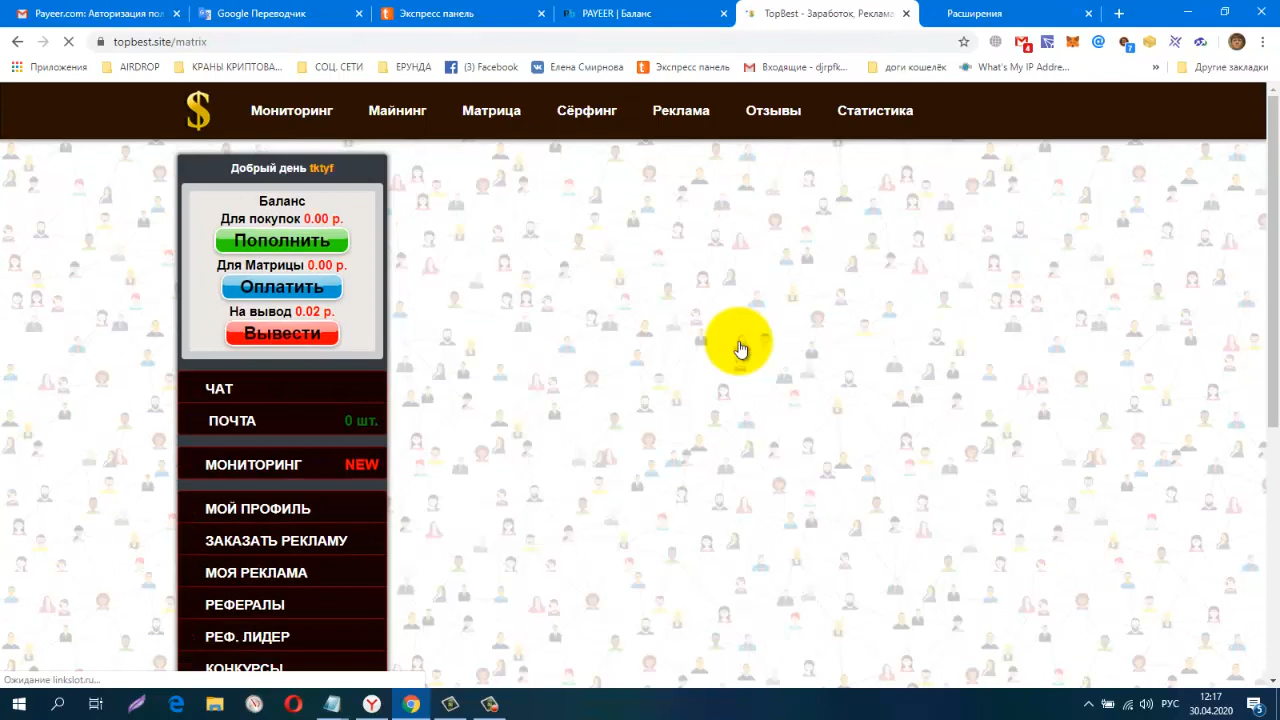 Payeer.com: Авторизация пол
Google Переводчик
Экспресс панель
PAYEER | Баланс
TopBest - Заработок, Реклама
Расширения
topbest.site/matrix
4
7
Приложения
AIRDROP
КРАНЫ КРИПТОВА...
СОЦ. СЕТИ
ЕРУНДА
(3) Facebook
Елена Смирнова
Экспресс панель
Входящие - djrpfk...
доги кошелёк
What's My IP Addre...
»
Другие закладки
$
Мониторинг
Майнинг
Матрица
Сёрфинг
Реклама
Отзывы
Статистика
Добрый день tktyf
Баланс
Для покупок 0.00 р.
Пополнить
Для Матрицы 0.00 р.
Оплатить
На вывод 0.02 р.
Вывести
ЧАТ
ПОЧТА 0 шт.
МОНИТОРИНГ NEW
МОЙ ПРОФИЛЬ
ЗАКАЗАТЬ РЕКЛАМУ
МОЯ РЕКЛАМА
РЕФЕРАЛЫ
РЕФ. ЛИДЕР
КОНКУРСЫ
Ожидание linkslot.ru...
РУС
12:17
30.04.2020
5